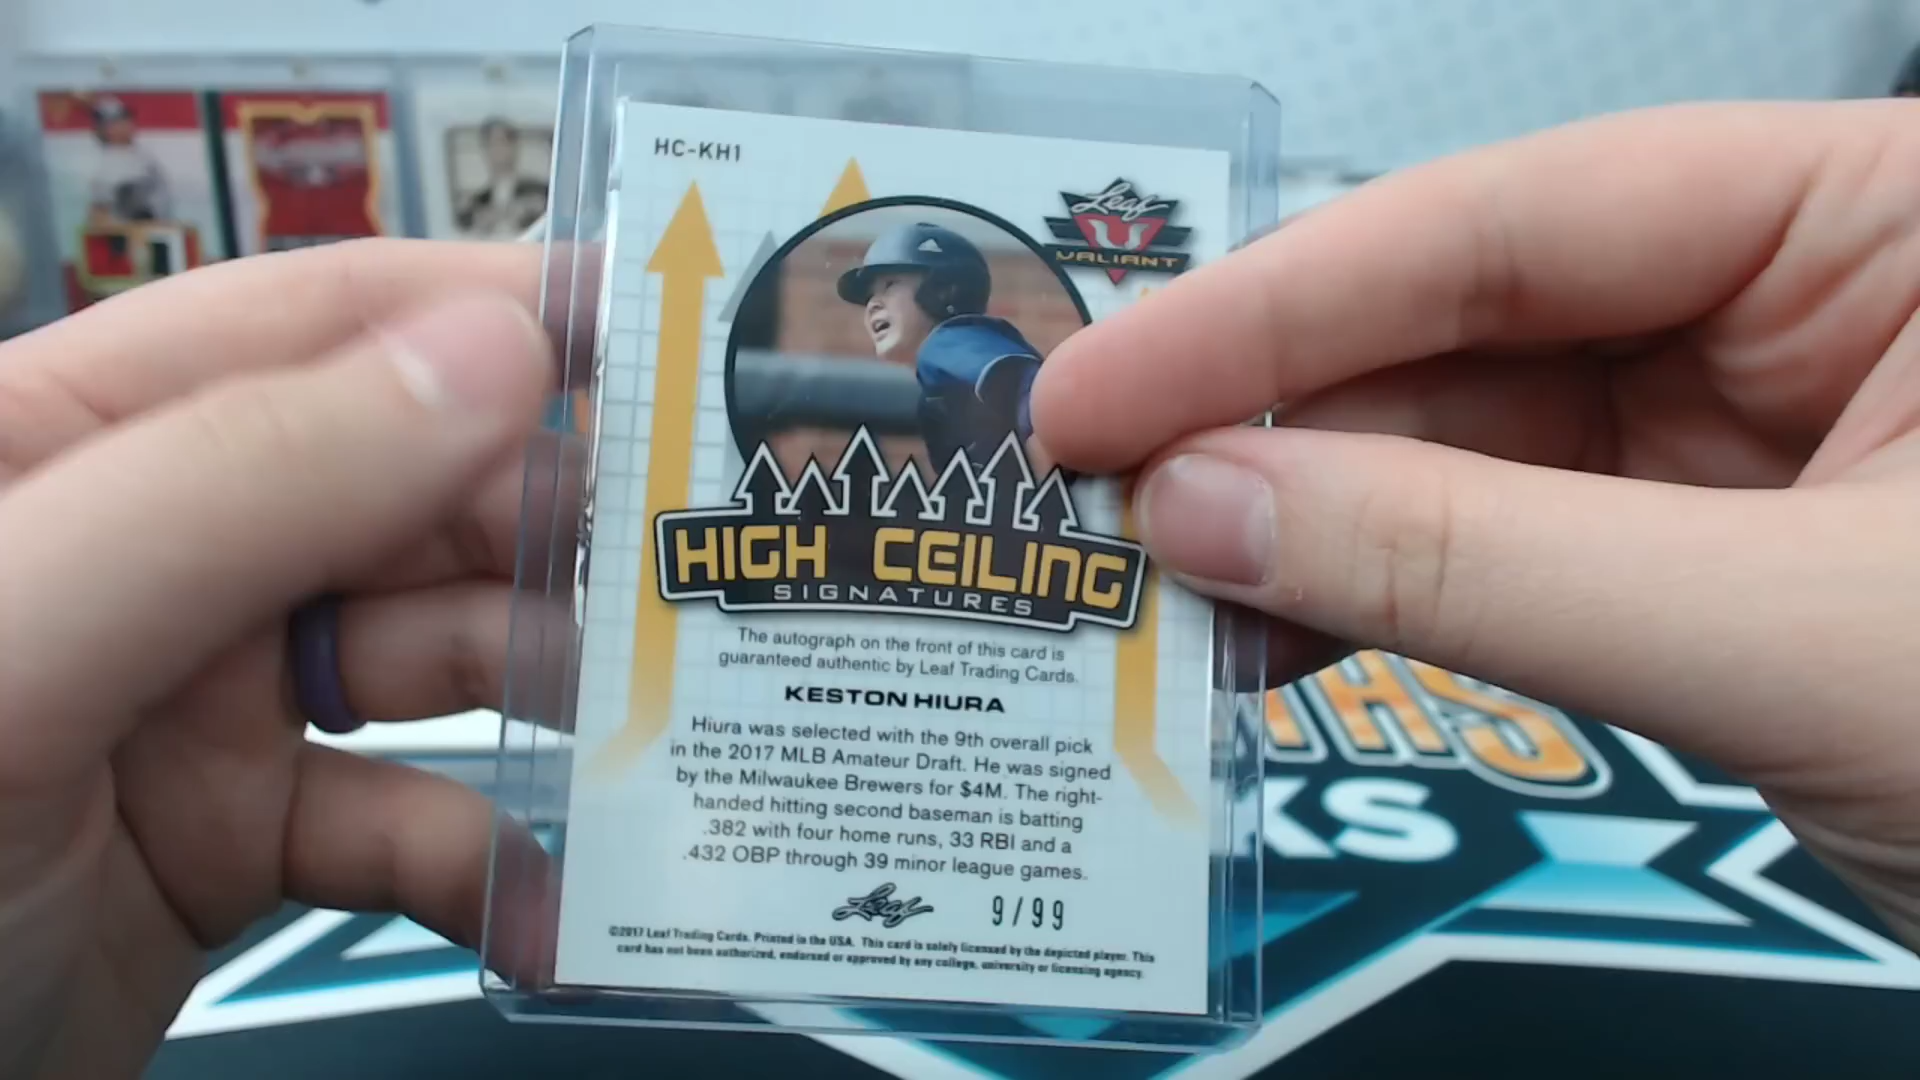 HC-KH1
Leaf
VALIANT
HIGH CEILING
SIGNATURES
The autograph on the front of this card is
guaranteed authentic by Leaf Trading Cards.
KESTON HIURA
Hiura was selected with the 9th overall pick
in the 2017 MLB Amateur Draft. He was signed
by the Milwaukee Brewers for $4M. The right-
handed hitting second baseman is batting
.382 with four home runs, 33 RBI and a
.432 OBP through 39 minor league games.
Leaf 9/99
©2017 Leaf Trading Cards. Printed in the USA. This card is solely licensed by the depicted player. This
card has not been authorized, endorsed or approved by any college, university or licensing agency.